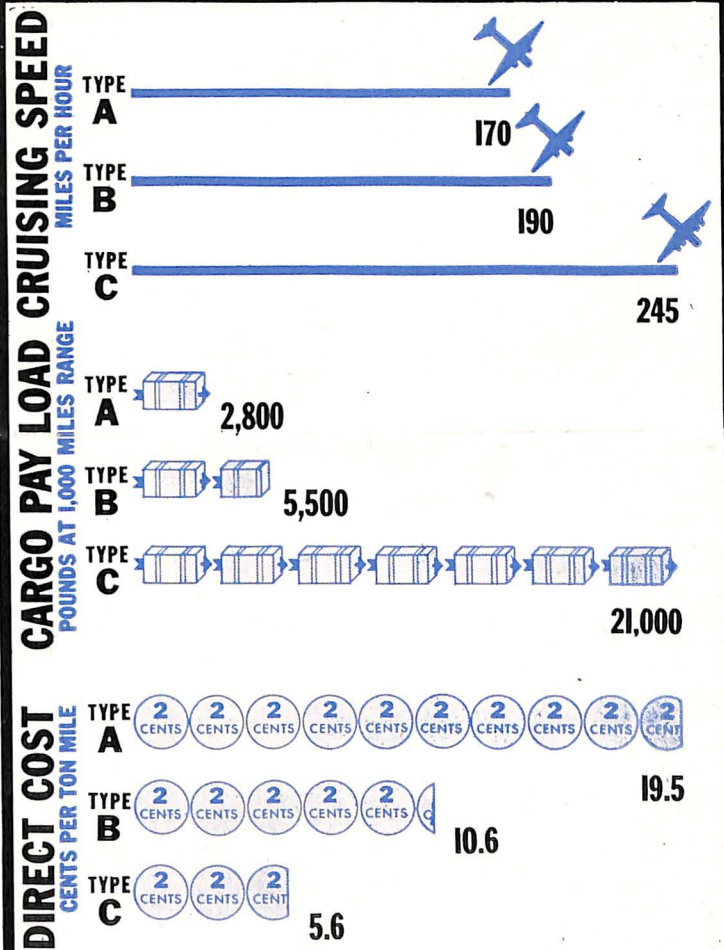 CRUISING SPEED
MILES PER HOUR
TYPE
A
170
TYPE
B
190
TYPE
C
245
CARGO PAY LOAD
POUNDS AT 1,000 MILES RANGE
TYPE
A
2,800
TYPE
B
5,500
TYPE
C
21,000
DIRECT COST
CENTS PER TON MILE
TYPE
A
2 2 2 2 2 2 2 2 2 2
CENTS CENTS CENTS CENTS CENTS CENTS CENTS CENTS CENTS CENT
19.5
TYPE
B
2 2 2 2 2
CENTS CENTS CENTS CENTS CENTS C
10.6
TYPE
C
2 2 2
CENTS CENTS CENT
5.6